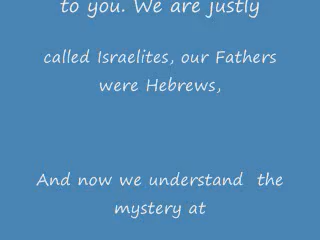 to you. We are justly
called Israelites, our Fathers
were Hebrews,
And now we understand the
mystery at